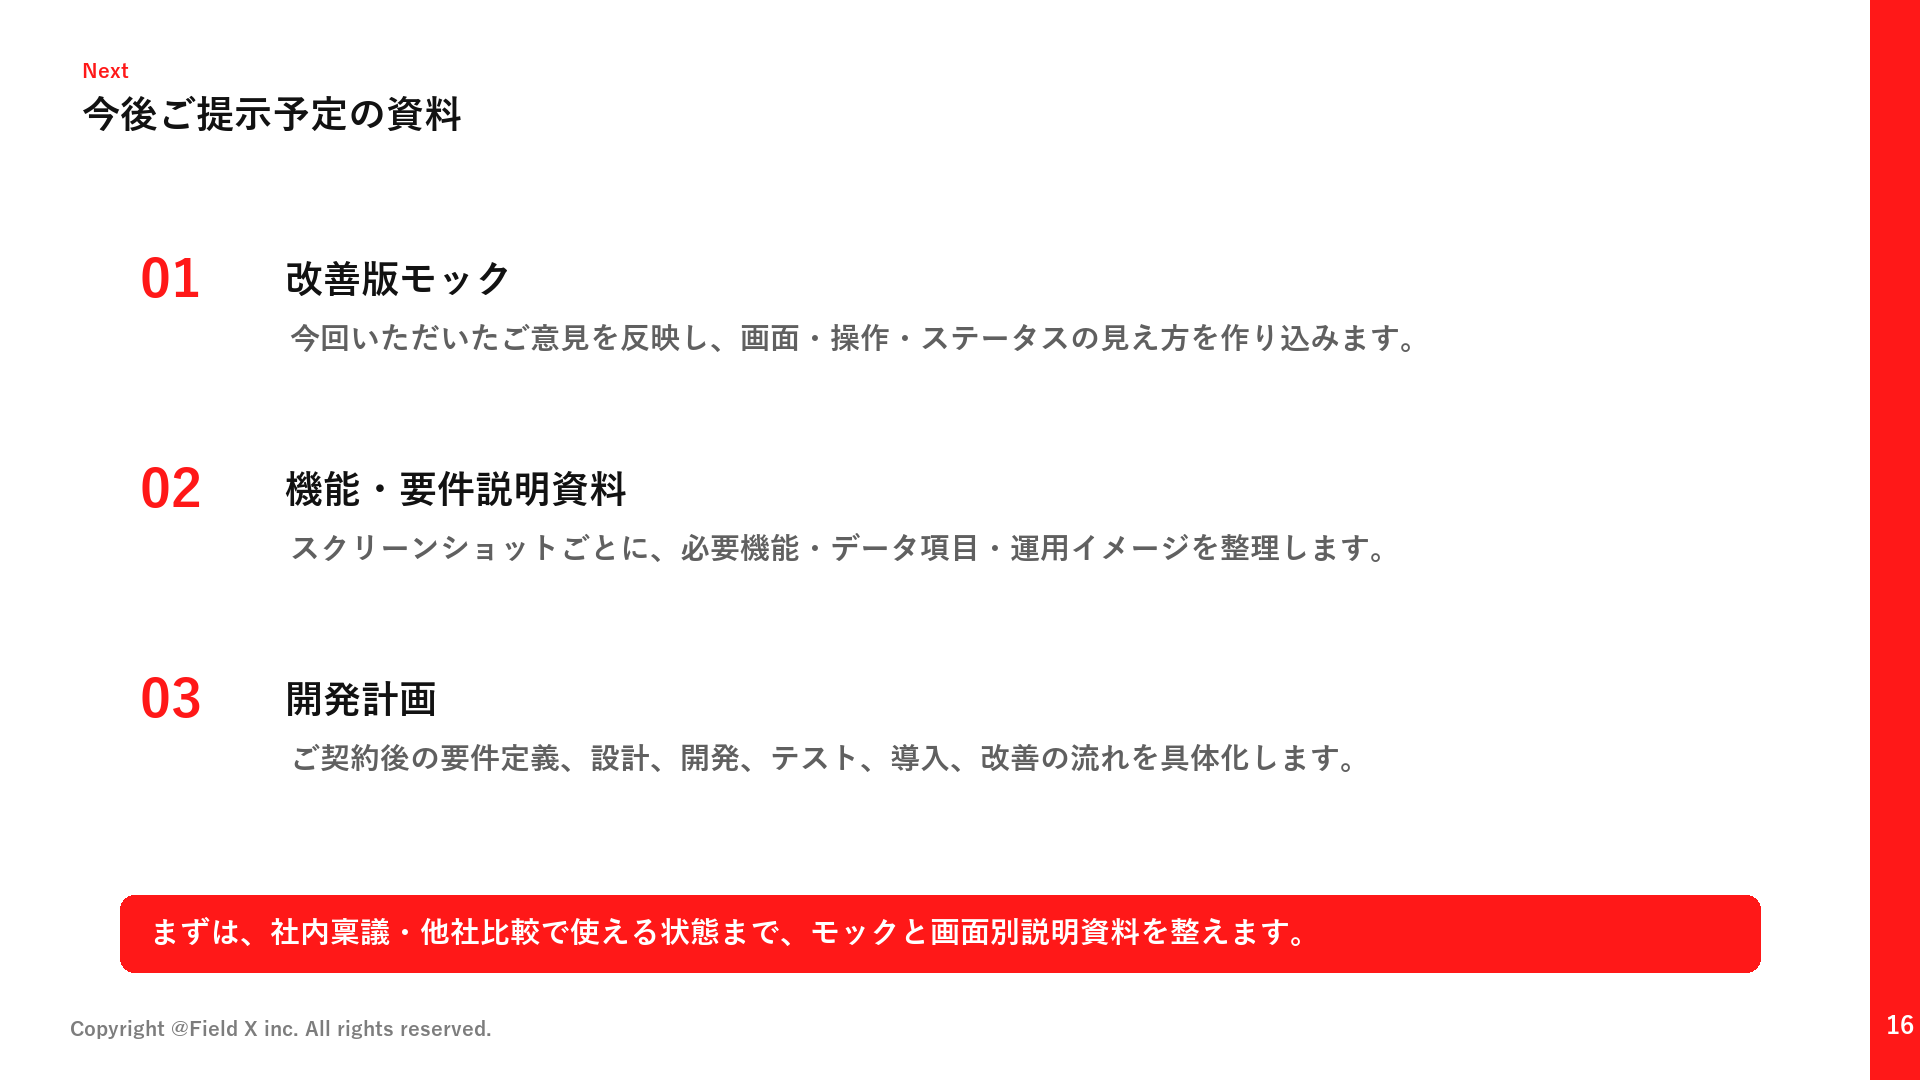 Next
今後ご提示予定の資料
01
改善版モック
今回いただいたご意見を反映し、画面・操作・ステータスの見え方を作り込みます。
02
機能・要件説明資料
スクリーンショットごとに、必要機能・データ項目・運用イメージを整理します。
03
開発計画
ご契約後の要件定義、設計、開発、テスト、導入、改善の流れを具体化します。
まずは、社内稟議・他社比較で使える状態まで、モックと画面別説明資料を整えます。
Copyright @Field X inc. All rights reserved.
16